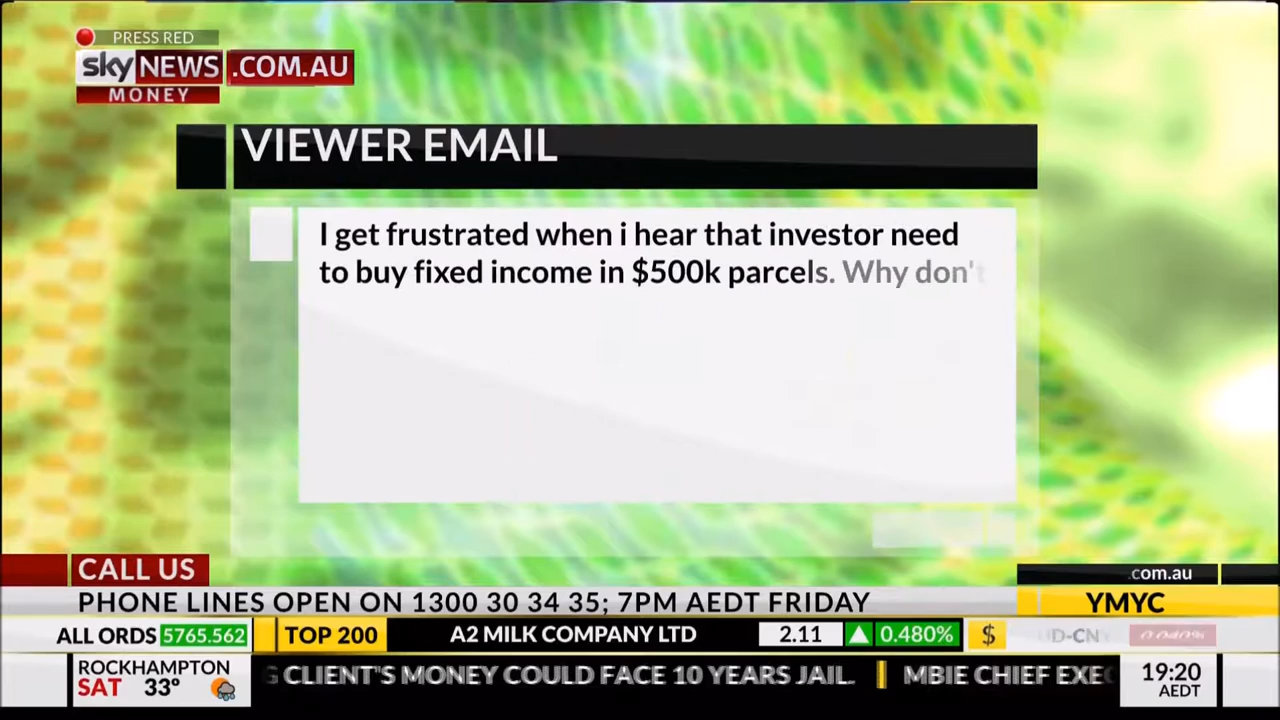 PRESS RED
sky NEWS .COM.AU
MONEY
VIEWER EMAIL
I get frustrated when i hear that investor need
to buy fixed income in $500k parcels. Why don't
CALL US
.com.au
PHONE LINES OPEN ON 1300 30 34 35; 7PM AEDT FRIDAY
YMYC
ALL ORDS 5765.562 TOP 200 A2 MILK COMPANY LTD 2.11 0.480% $
ROCKHAMPTON
SAT 33°
G CLIENT'S MONEY COULD FACE 10 YEARS JAIL. MBIE CHIEF EXEC
19:20
AEDT